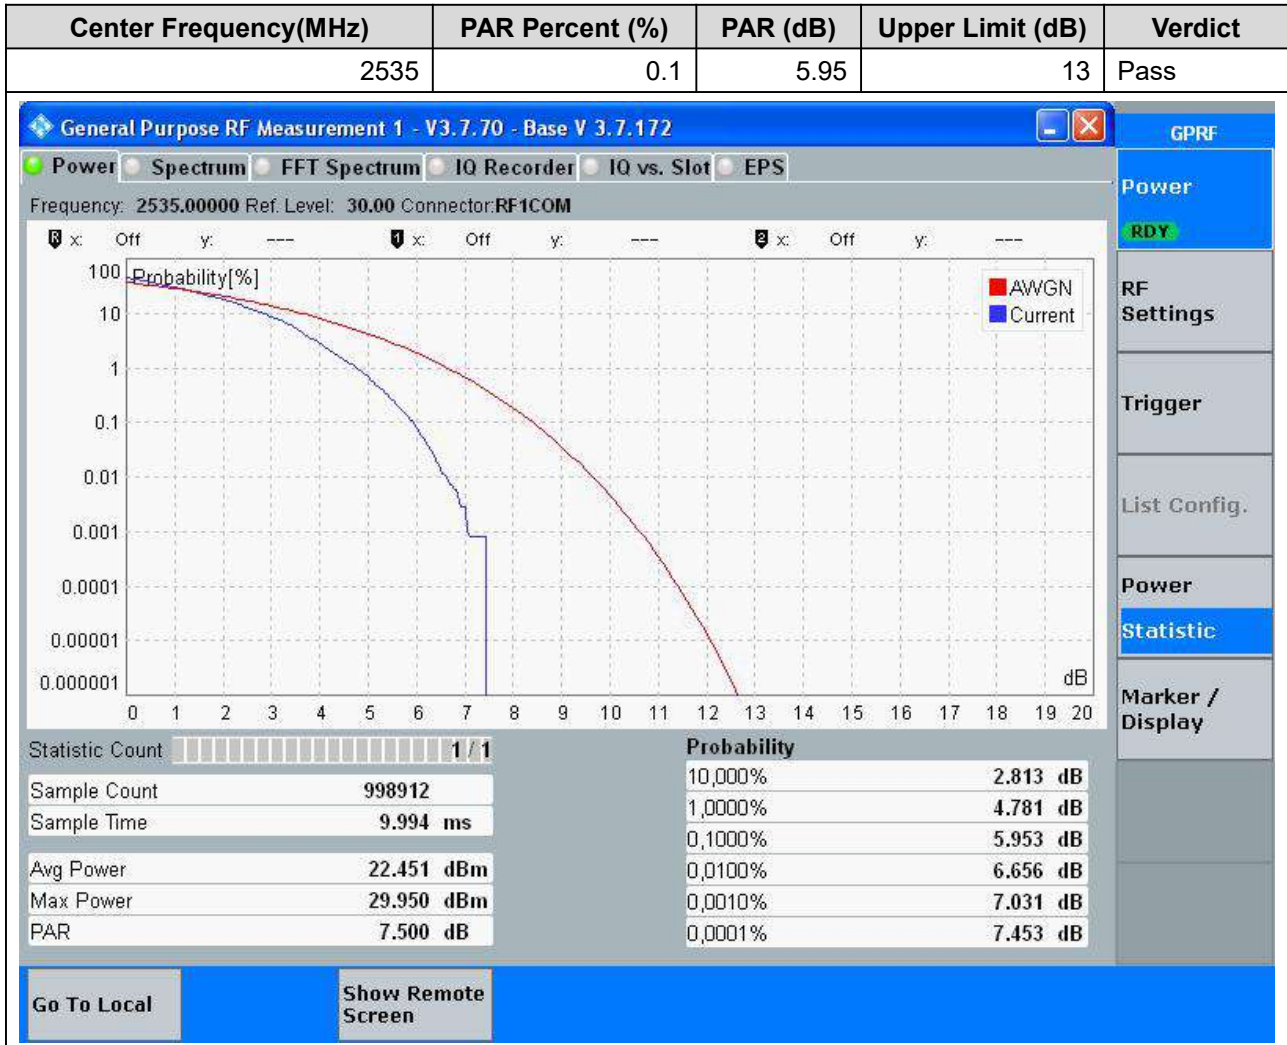 Center Frequency(MHz) PAR Percent (%) PAR (dB) Upper Limit (dB) Verdict
2535 0.1 5.95 13 Pass
General Purpose RF Measurement 1 - V3.7.70 - Base V 3.7.172
GPRF
Power Spectrum FFT Spectrum IQ Recorder IQ vs. Slot EPS
Frequency: 2535.00000 Ref. Level: 30.00 Connector:RF1COM
R x: Off y: --- 1 x: Off y: --- 2 x: Off y: ---
Probability[%]
AWGN
Current
100
10
1
0.1
0.01
0.001
0.0001
0.00001
0.000001
dB
0 1 2 3 4 5 6 7 8 9 10 11 12 13 14 15 16 17 18 19 20
Statistic Count 1 / 1
Sample Count 998912
Sample Time 9.994 ms
Avg Power 22.451 dBm
Max Power 29.950 dBm
PAR 7.500 dB
Probability
10,000% 2.813 dB
1,0000% 4.781 dB
0,1000% 5.953 dB
0,0100% 6.656 dB
0,0010% 7.031 dB
0,0001% 7.453 dB
Power
RDY
RF
Settings
Trigger
List Config.
Power
Statistic
Marker /
Display
Go To Local
Show Remote
Screen